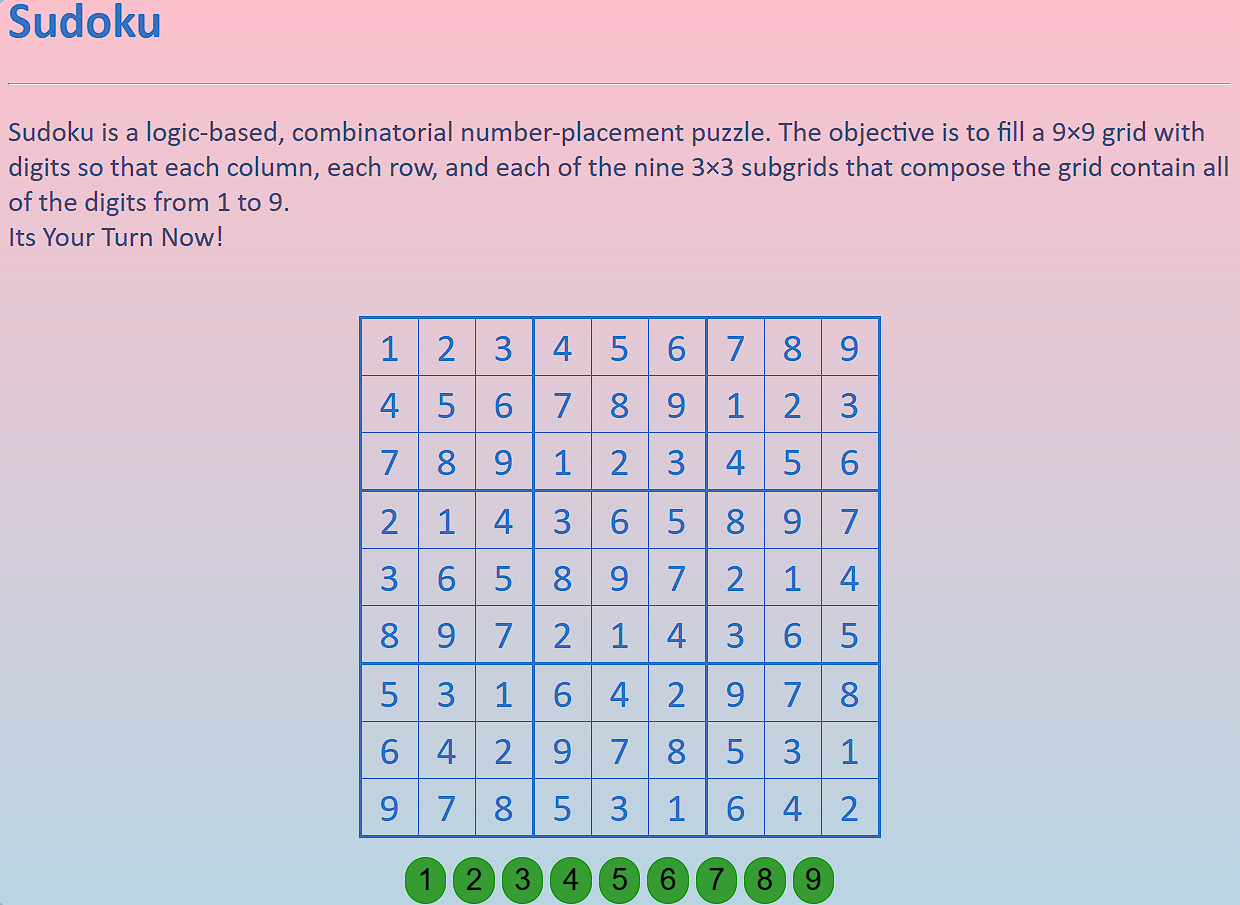 Sudoku
Sudoku is a logic-based, combinatorial number-placement puzzle. The objective is to fill a 9×9 grid with
digits so that each column, each row, and each of the nine 3×3 subgrids that compose the grid contain all
of the digits from 1 to 9.
Its Your Turn Now!
1 2 3 4 5 6 7 8 9
4 5 6 7 8 9 1 2 3
7 8 9 1 2 3 4 5 6
2 1 4 3 6 5 8 9 7
3 6 5 8 9 7 2 1 4
8 9 7 2 1 4 3 6 5
5 3 1 6 4 2 9 7 8
6 4 2 9 7 8 5 3 1
9 7 8 5 3 1 6 4 2
1 2 3 4 5 6 7 8 9